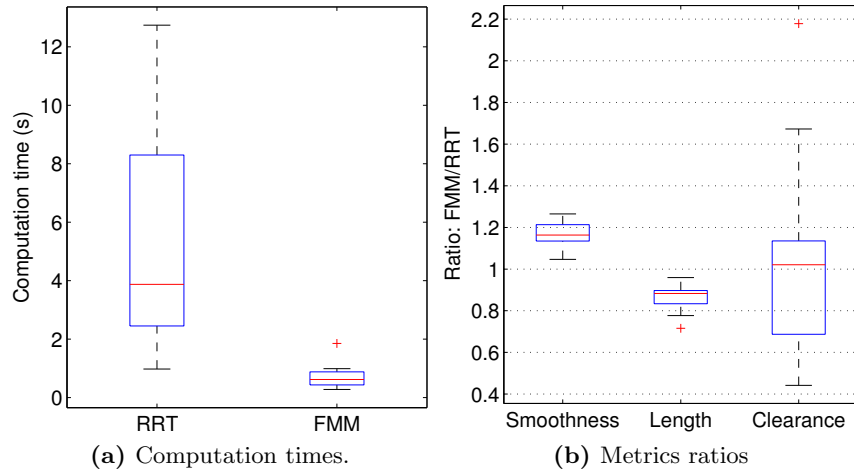 Computation time (s)
12
10
8
6
4
2
0
RRT FMM
(a) Computation times.
Ratio: FMM/RRT
2.2
2
1.8
1.6
1.4
1.2
1
0.8
0.6
0.4
Smoothness Length Clearance
(b) Metrics ratios